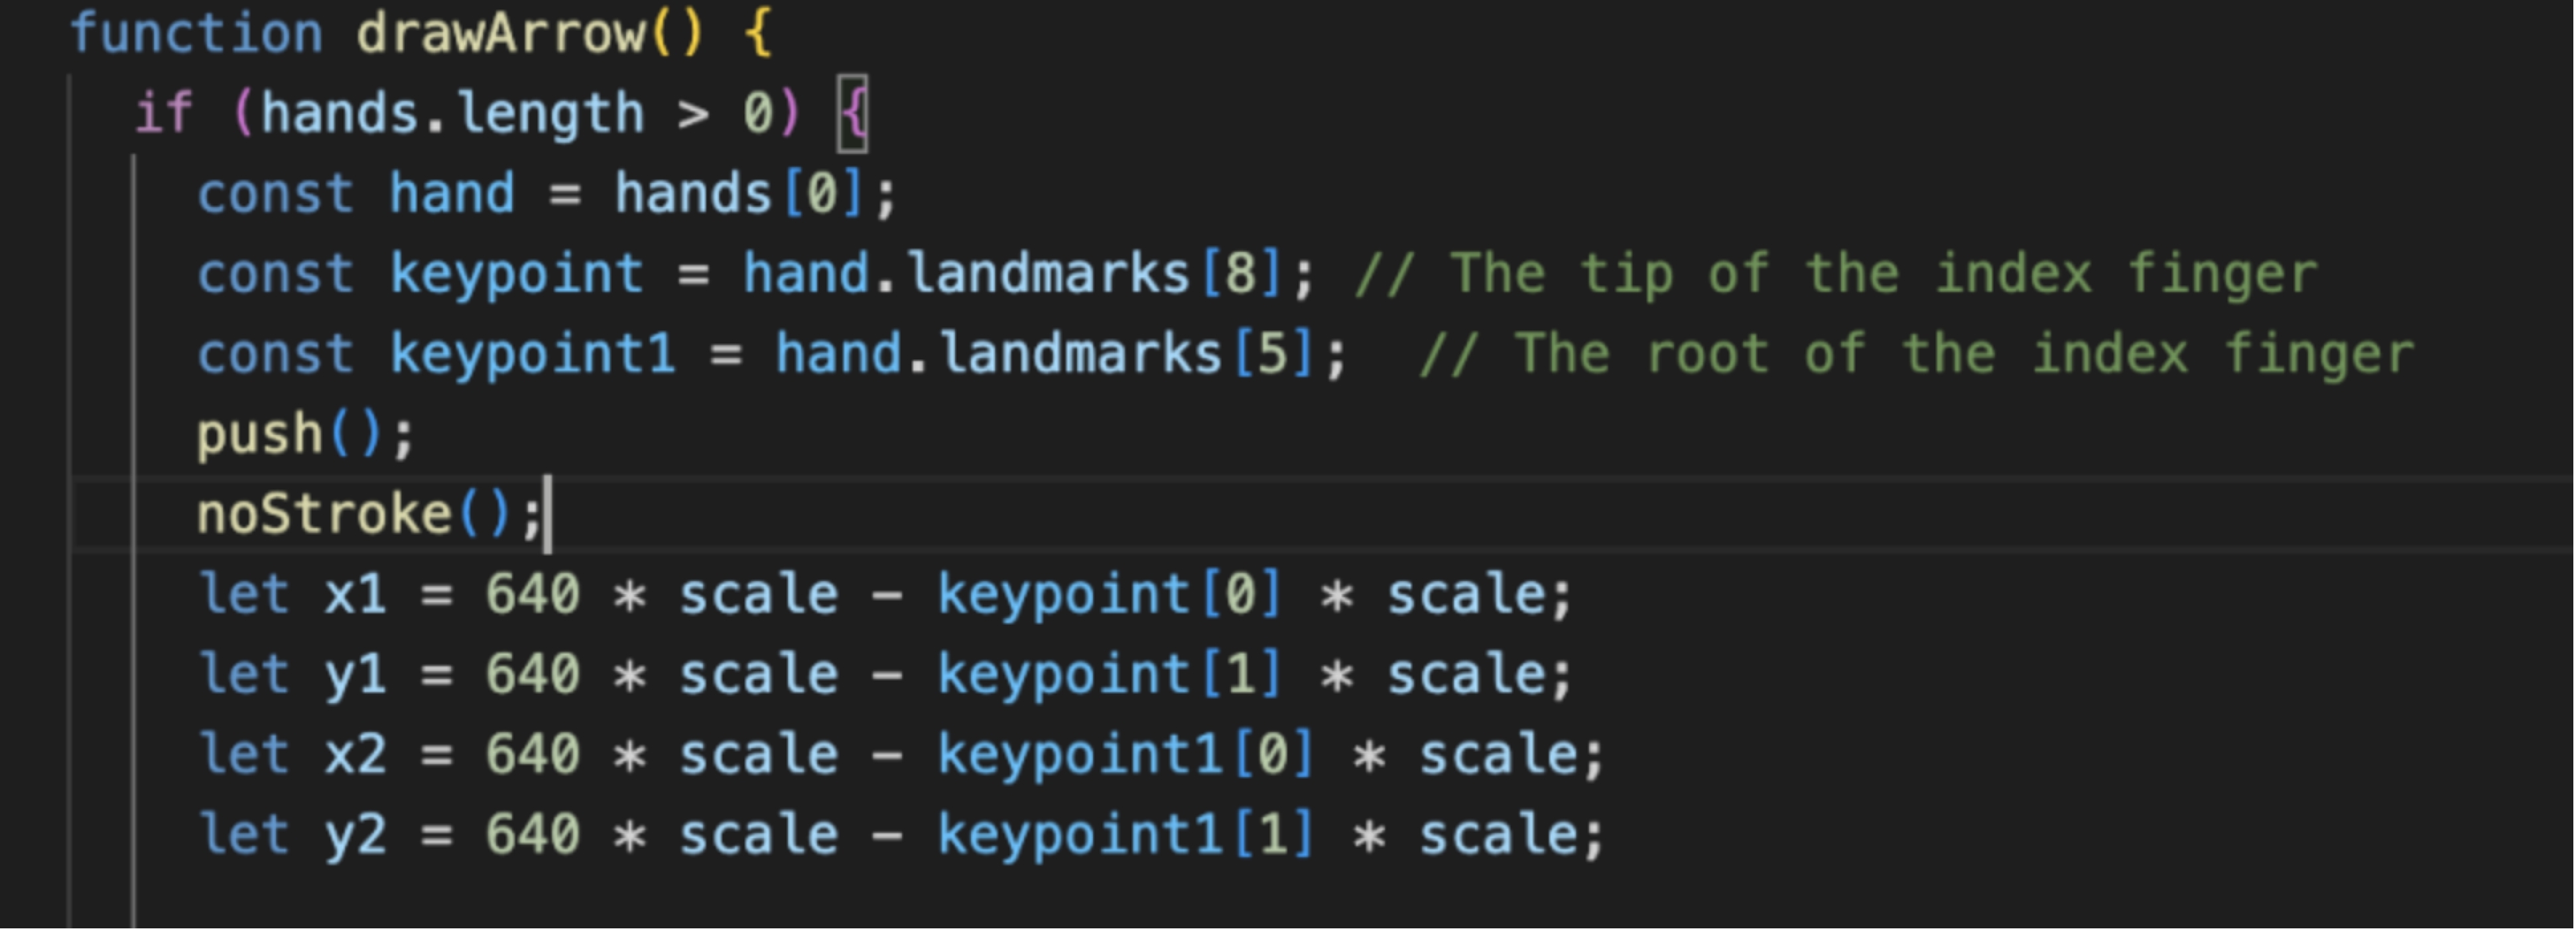 function drawArrow() {
if (hands.length > 0) {
const hand = hands[0];
const keypoint = hand.landmarks[8]; // The tip of the index finger
const keypoint1 = hand.landmarks[5];  // The root of the index finger
push();
noStroke();
let x1 = 640 * scale - keypoint[0] * scale;
let y1 = 640 * scale - keypoint[1] * scale;
let x2 = 640 * scale - keypoint1[0] * scale;
let y2 = 640 * scale - keypoint1[1] * scale;